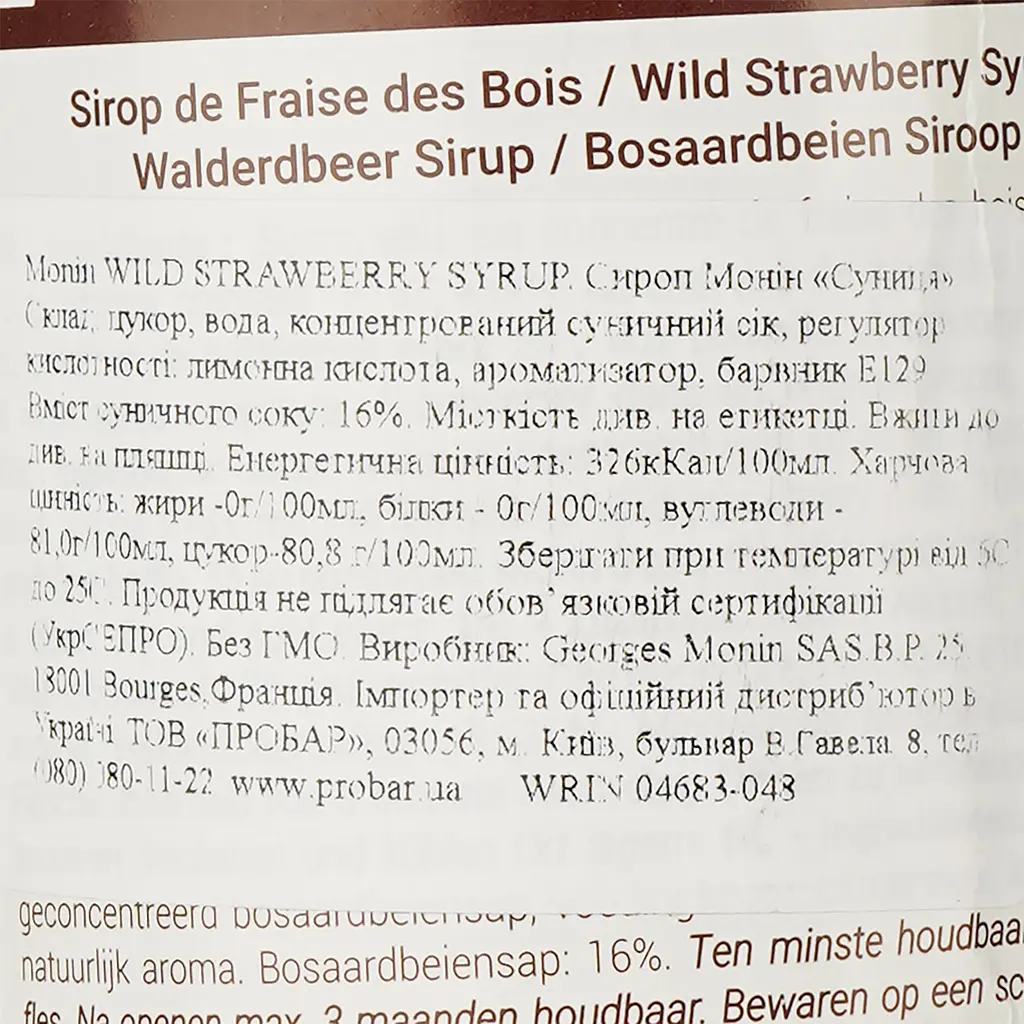 Sirop de Fraise des Bois / Wild Strawberry Sy
Walderdbeer Sirup / Bosaardbeien Siroop
Monin WILD STRAWBERRY SYRUP. Сироп Монін «Суниця»
Склад: цукор, вода, концентрований суничний сік, регулятор
кислотності: лимонна кислота, ароматизатор, барвник Е129
Вміст суничного соку: 16%. Місткість див. на етикетці. Вжити до
див. на пляшці. Енергетична цінність: 326кКал/100мл. Харчова
цінність: жири -0г/100мл, білки - 0г/100мл, вуглеводи -
81,0г/100мл, цукор-80,8 г/100мл. Зберігати при температурі від 5С
до 25С. Продукція не підлягає обов'язковій сертифікації
(УкрСЕПРО). Без ГМО. Виробник: Georges Monin SAS.B.P. 25
18001 Bourges,Франція. Імпортер та офіційний дистриб'ютор в
Україні ТОВ «ПРОБАР», 03056, м. Київ, бульвар В.Гавела 8, тел
(080) 080-11-22 www.probar.ua WRIN 04683-048
geconcentreerd bosaardbeiensap,
natuurlijk aroma. Bosaardbeiensap: 16%. Ten minste houdbaa
fles. Na openen max. 3 maanden houdbaar. Bewaren op een sc